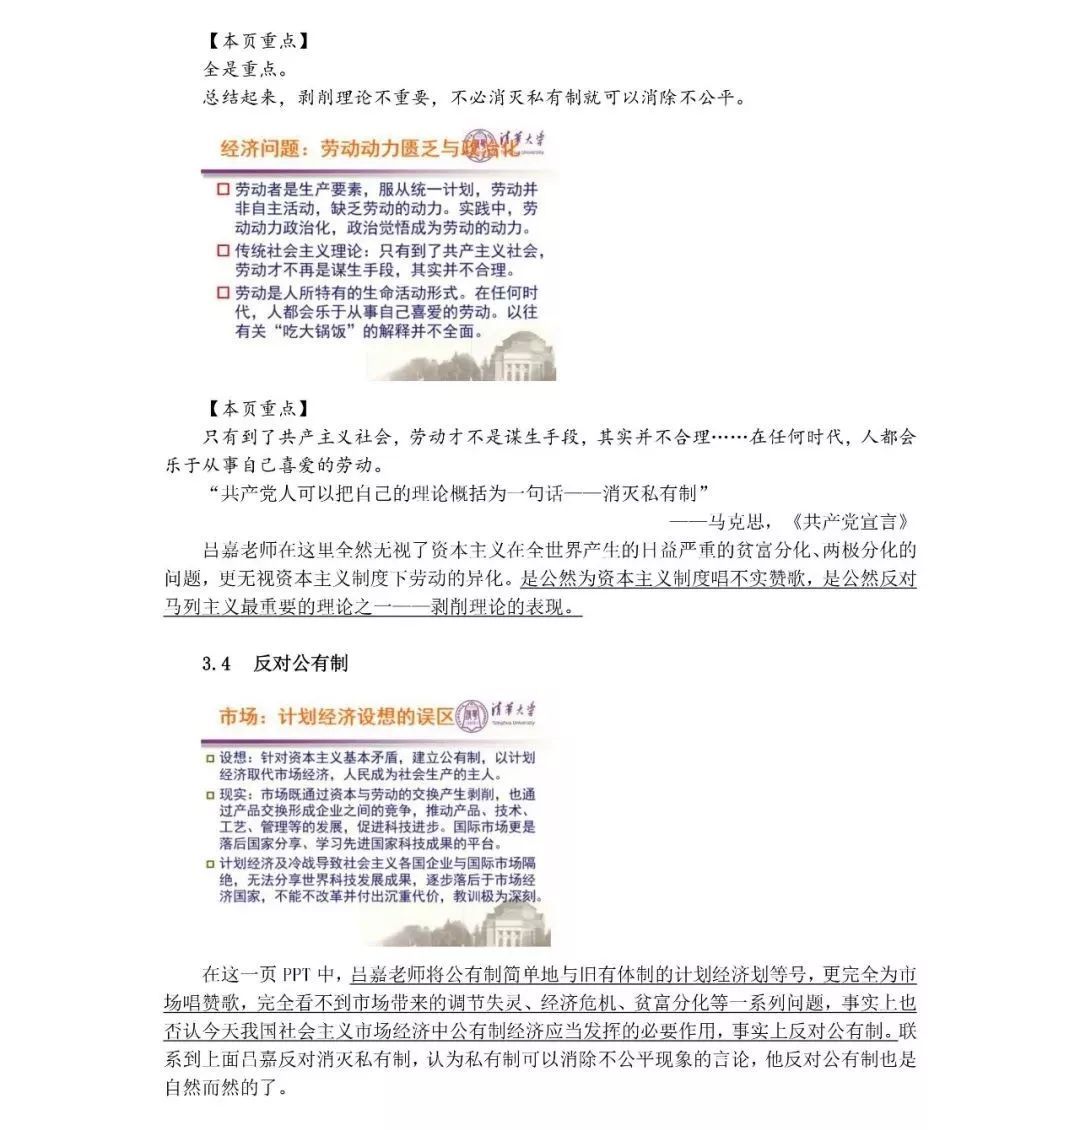 【本页重点】
全是重点。
总结起来，剥削理论不重要，不必消灭私有制就可以消除不公平。
经济问题：劳动动力匮乏与政治化
清华大学
劳动者是生产要素，服从统一计划，劳动并
非自主活动，缺乏劳动的动力。实践中，劳
动动力政治化，政治觉悟成为劳动的动力。
传统社会主义理论：只有到了共产主义社会，
劳动才不再是谋生手段，其实并不合理。
劳动是人所特有的生命活动形式。在任何时
代，人都会乐于从事自己喜爱的劳动。以往
有关“吃大锅饭”的解释并不全面。
【本页重点】
只有到了共产主义社会，劳动才不是谋生手段，其实并不合理……在任何时代，人都会
乐于从事自己喜爱的劳动。
“共产党人可以把自己的理论概括为一句话——消灭私有制”
——马克思，《共产党宣言》
吕嘉老师在这里全然无视了资本主义在全世界产生的日益严重的贫富分化、两极分化的
问题，更无视资本主义制度下劳动的异化。是公然为资本主义制度唱不实赞歌，是公然反对
马列主义最重要的理论之一——剥削理论的表现。
3.4 反对公有制
市场：计划经济设想的误区
清华大学
Tsinghua University
设想：针对资本主义基本矛盾，建立公有制，以计划
经济取代市场经济，人民成为社会生产的主人。
现实：市场既通过资本与劳动的交换产生剥削，也通
过产品交换形成企业之间的竞争，推动产品、技术、
工艺、管理等的发展，促进科技进步。国际市场更是
落后国家分享、学习先进国家科技成果的平台。
计划经济及冷战导致社会主义各国企业与国际市场隔
绝，无法分享世界科技发展成果，逐步落后于市场经
济国家，不能不改革并付出沉重代价，教训极为深刻。
在这一页 PPT 中，吕嘉老师将公有制简单地与旧有体制的计划经济划等号，更完全为市
场唱赞歌，完全看不到市场带来的调节失灵、经济危机、贫富分化等一系列问题，事实上也
否认今天我国社会主义市场经济中公有制经济应当发挥的必要作用，事实上反对公有制。联
系到上面吕嘉反对消灭私有制，认为私有制可以消除不公平现象的言论，他反对公有制也是
自然而然的了。